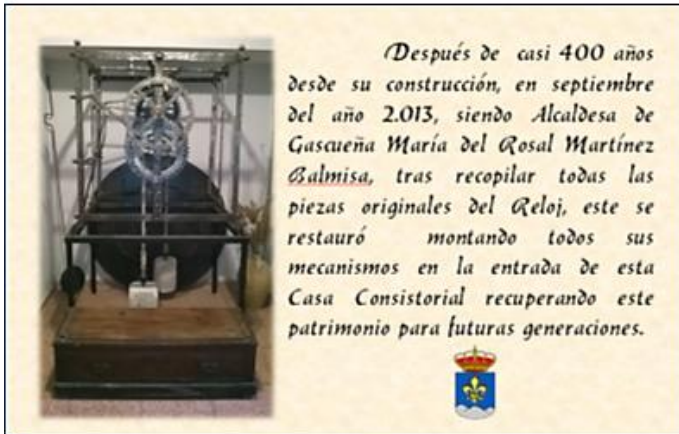 Después de casi 400 años
desde su construcción, en septiembre
del año 2.013, siendo Alcaldesa de
Gascueña María del Rosal Martínez
Balmisa, tras recopilar todas las
piezas originales del Reloj, este se
restauró montando todos sus
mecanismos en la entrada de esta
Casa Consistorial recuperando este
patrimonio para futuras generaciones.